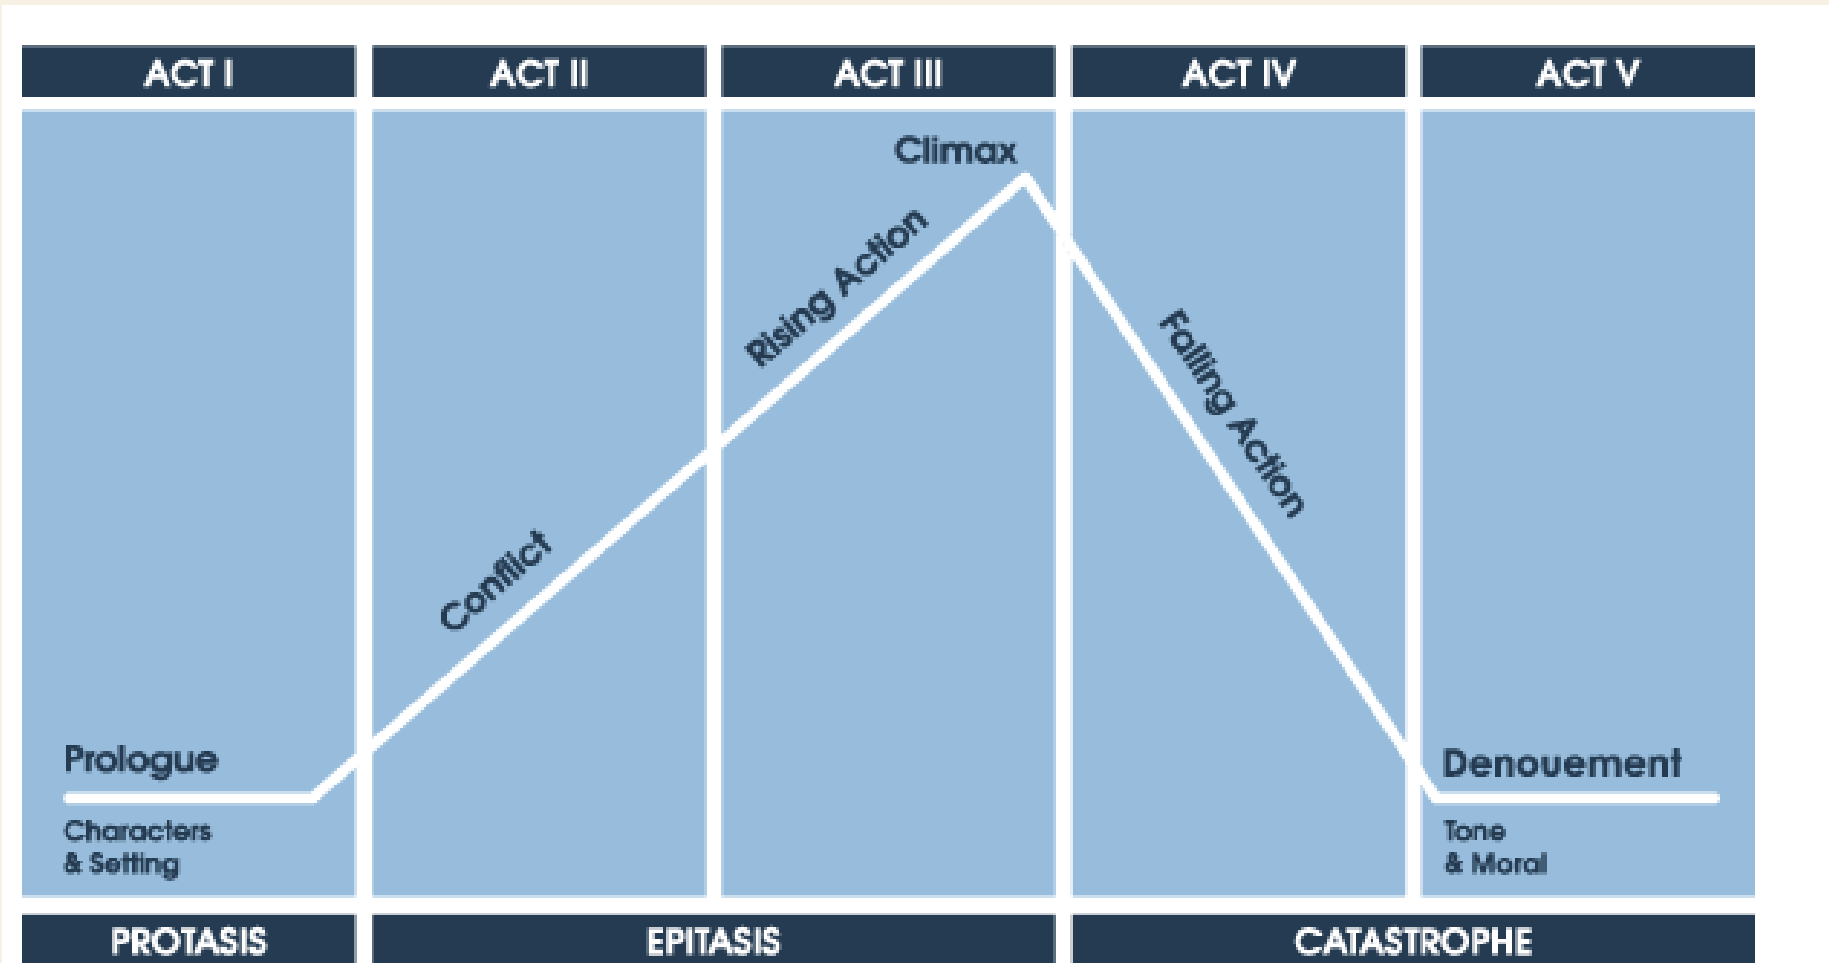 ACT I
ACT II
ACT III
ACT IV
ACT V
Prologue
Characters
& Setting
Conflict
Rising Action
Climax
Falling Action
Denouement
Tone
& Moral
PROTASIS
EPITASIS
CATASTROPHE